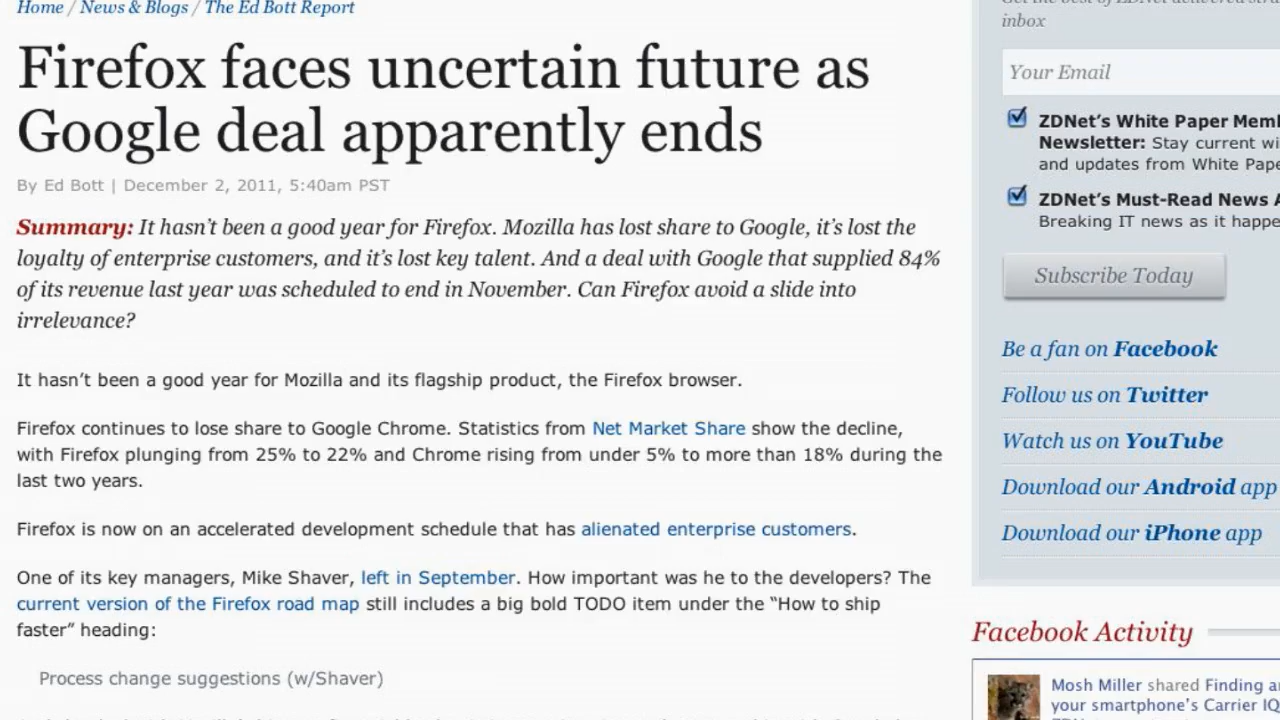 Home / News & Blogs / The Ed Bott Report
Firefox faces uncertain future as
Google deal apparently ends
By Ed Bott | December 2, 2011, 5:40am PST
Summary: It hasn't been a good year for Firefox. Mozilla has lost share to Google, it's lost the
loyalty of enterprise customers, and it's lost key talent. And a deal with Google that supplied 84%
of its revenue last year was scheduled to end in November. Can Firefox avoid a slide into
irrelevance?
It hasn't been a good year for Mozilla and its flagship product, the Firefox browser.
Firefox continues to lose share to Google Chrome. Statistics from Net Market Share show the decline,
with Firefox plunging from 25% to 22% and Chrome rising from under 5% to more than 18% during the
last two years.
Firefox is now on an accelerated development schedule that has alienated enterprise customers.
One of its key managers, Mike Shaver, left in September. How important was he to the developers? The
current version of the Firefox road map still includes a big bold TODO item under the “How to ship
faster” heading:
Process change suggestions (w/Shaver)
inbox
Your Email
ZDNet's White Paper
Newsletter: Stay current
and updates from White
ZDNet's Must-Read News
Breaking IT news as it
Subscribe Today
Be a fan on Facebook
Follow us on Twitter
Watch us on YouTube
Download our Android app
Download our iPhone app
Facebook Activity
Mosh Miller shared Finding
your smartphone's Carrier IQ